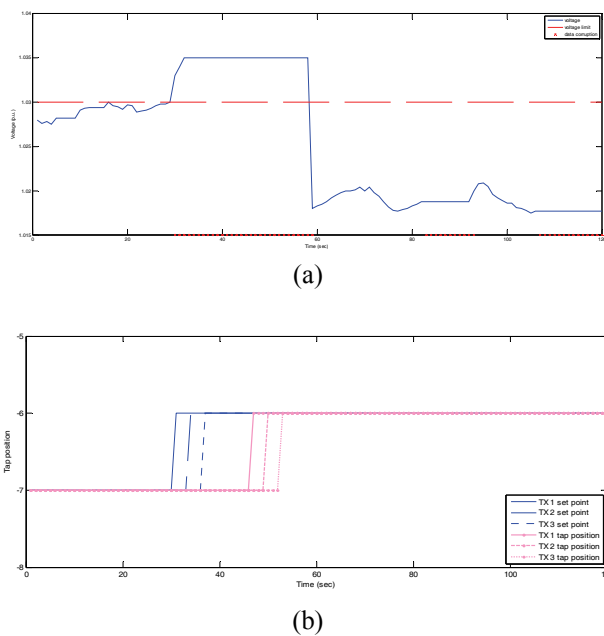 1.04
1.035
1.03
1.025
1.02
1.015
Voltage (p.u.)
voltage
voltage limit
data corruption
0 20 40 60 80 100 120
Time (sec)
(a)
-5
-6
-7
-8
Tap position
TX 1 set point
TX 2 set point
TX 3 set point
TX 1 tap position
TX 2 tap position
TX 3 tap position
0 20 40 60 80 100 120
Time (sec)
(b)